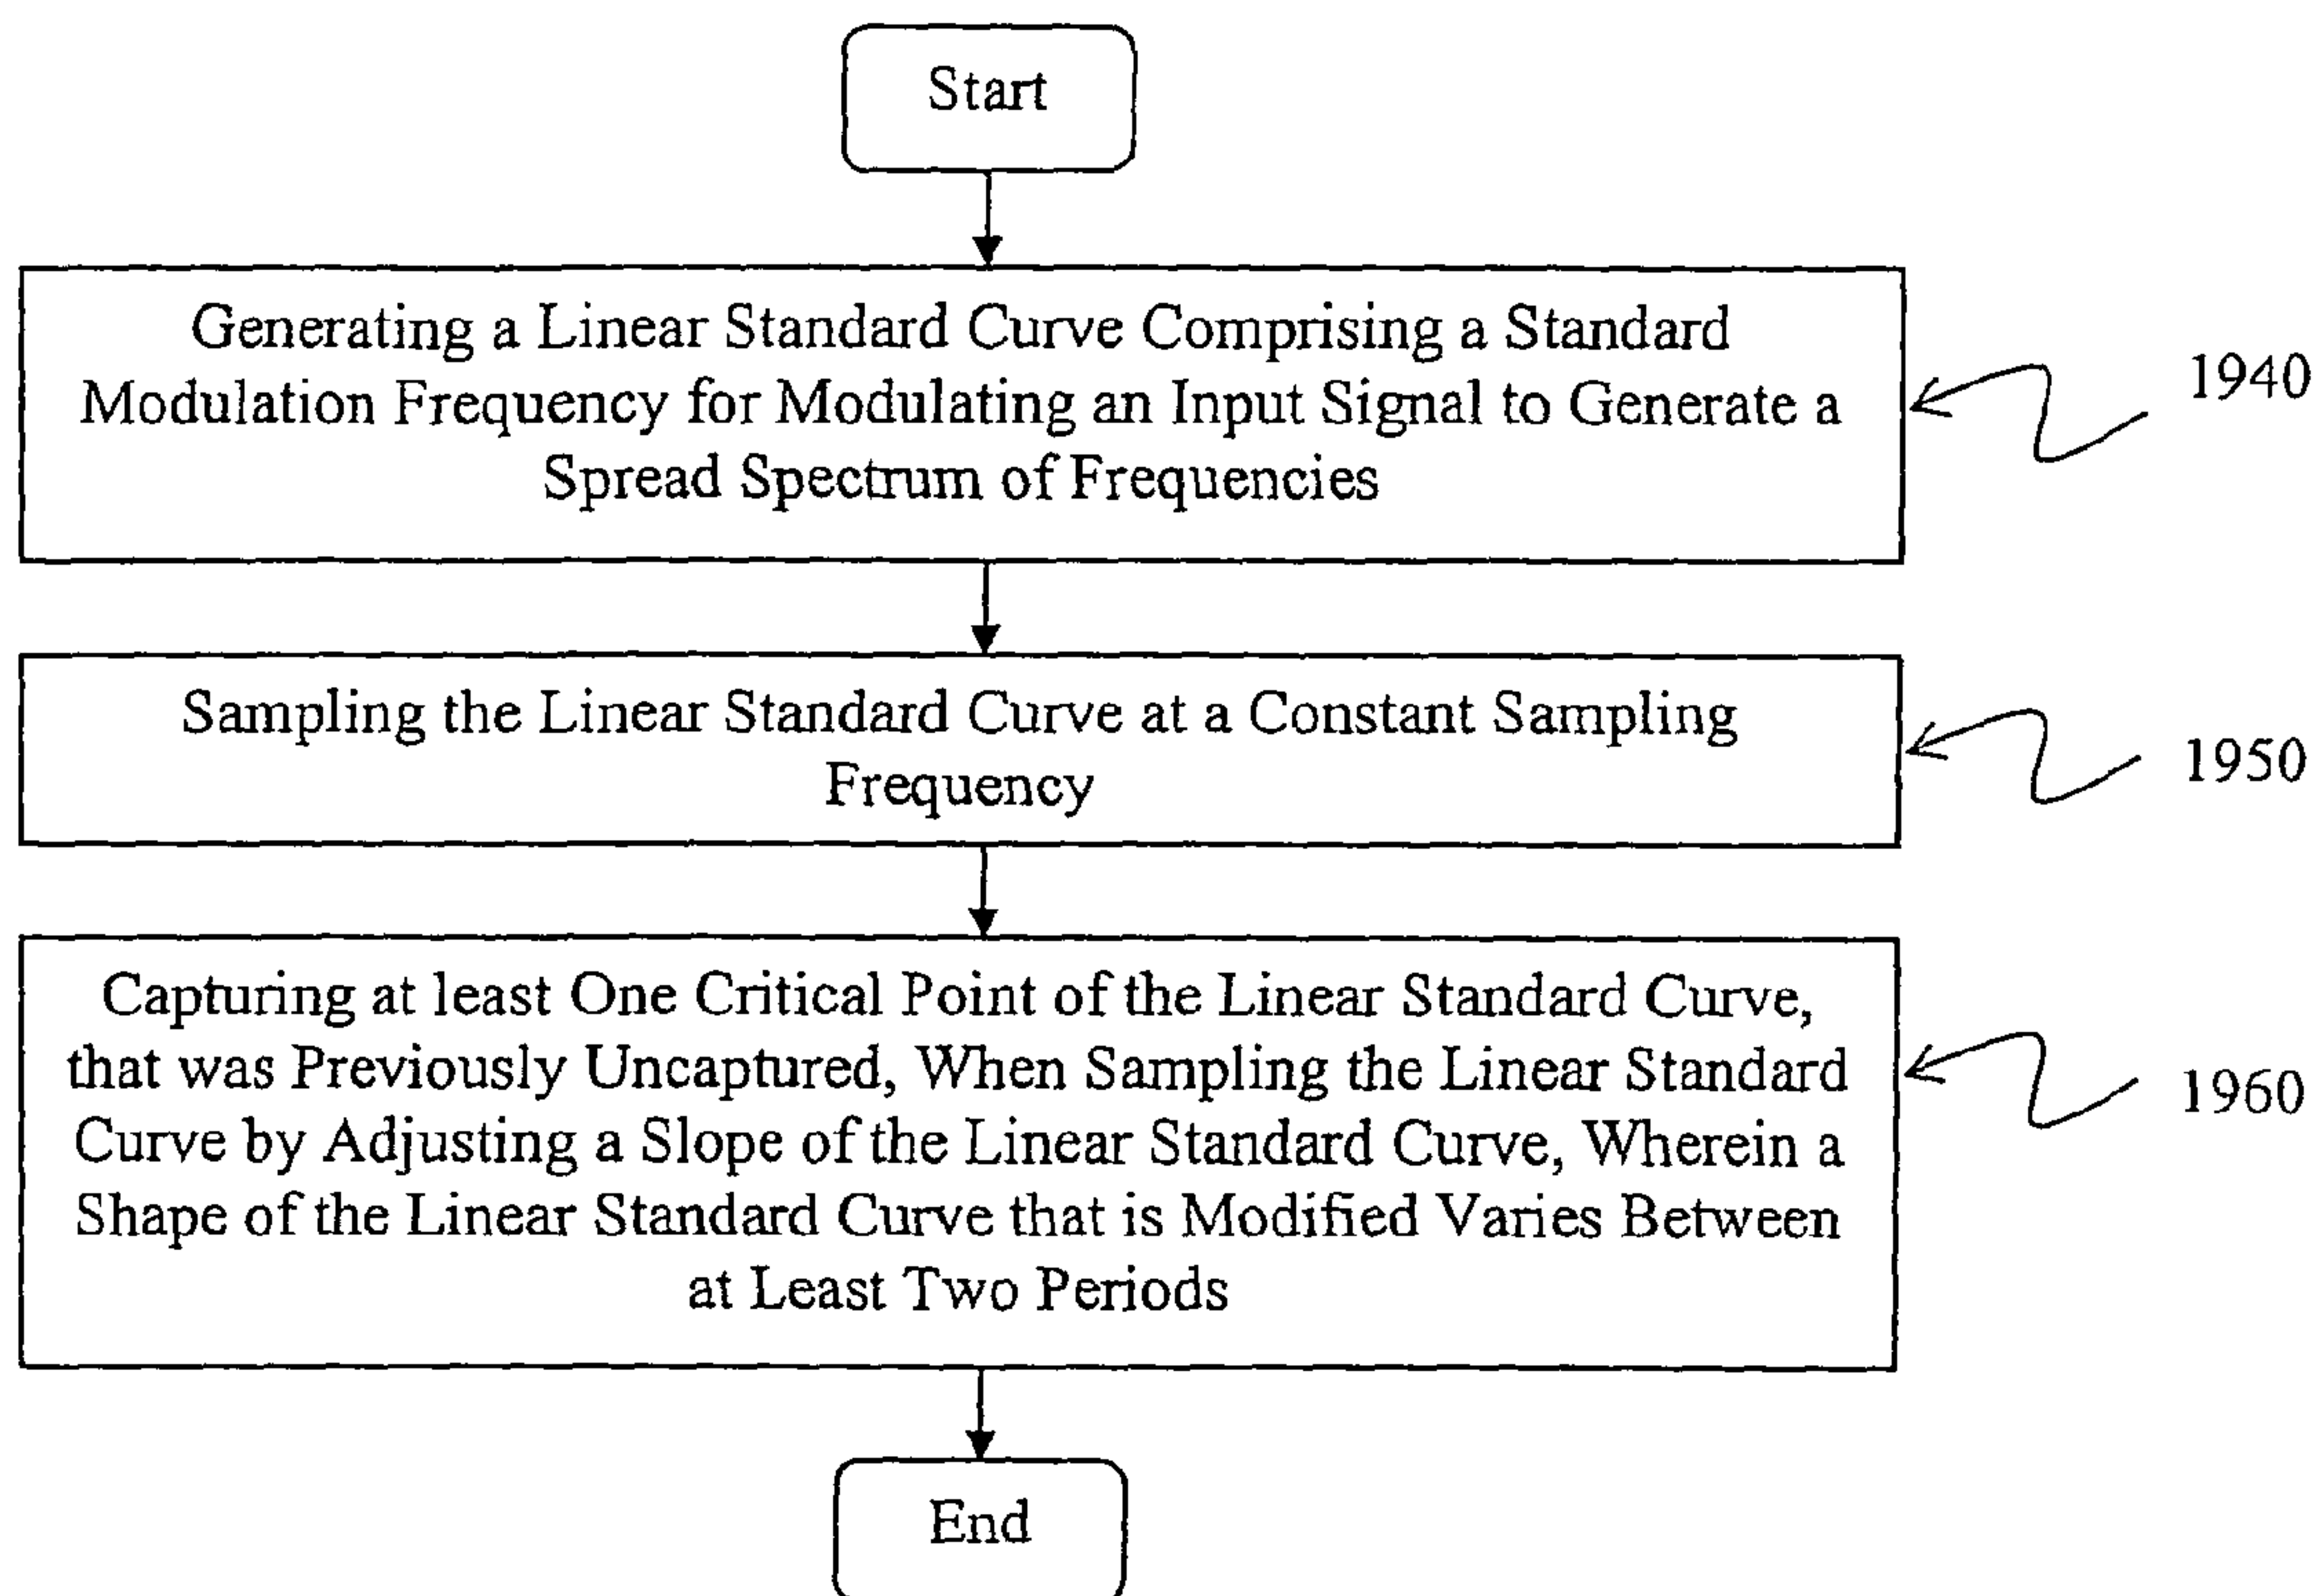 Start
Generating a Linear Standard Curve Comprising a Standard
Modulation Frequency for Modulating an Input Signal to Generate a
Spread Spectrum of Frequencies
1940
Sampling the Linear Standard Curve at a Constant Sampling
Frequency
1950
Capturing at least One Critical Point of the Linear Standard Curve,
that was Previously Uncaptured, When Sampling the Linear Standard
Curve by Adjusting a Slope of the Linear Standard Curve, Wherein a
Shape of the Linear Standard Curve that is Modified Varies Between
at Least Two Periods
1960
End